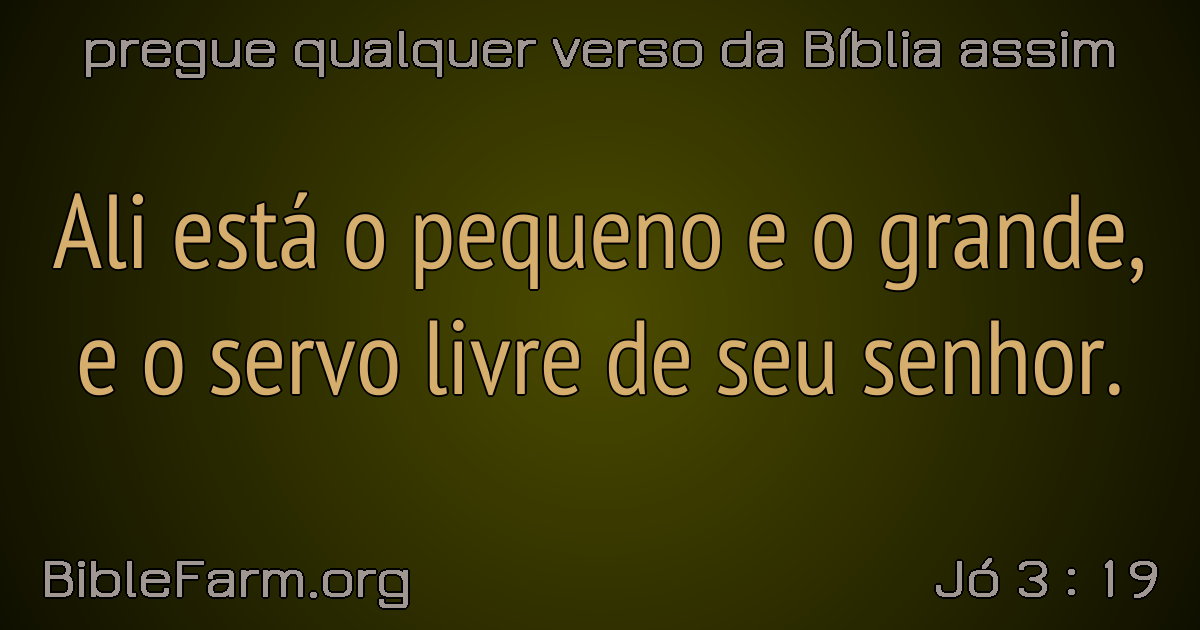 pregue qualquer verso da Bíblia assim
Ali está o pequeno e o grande,
e o servo livre de seu senhor.
BibleFarm.org
Jó 3 : 19